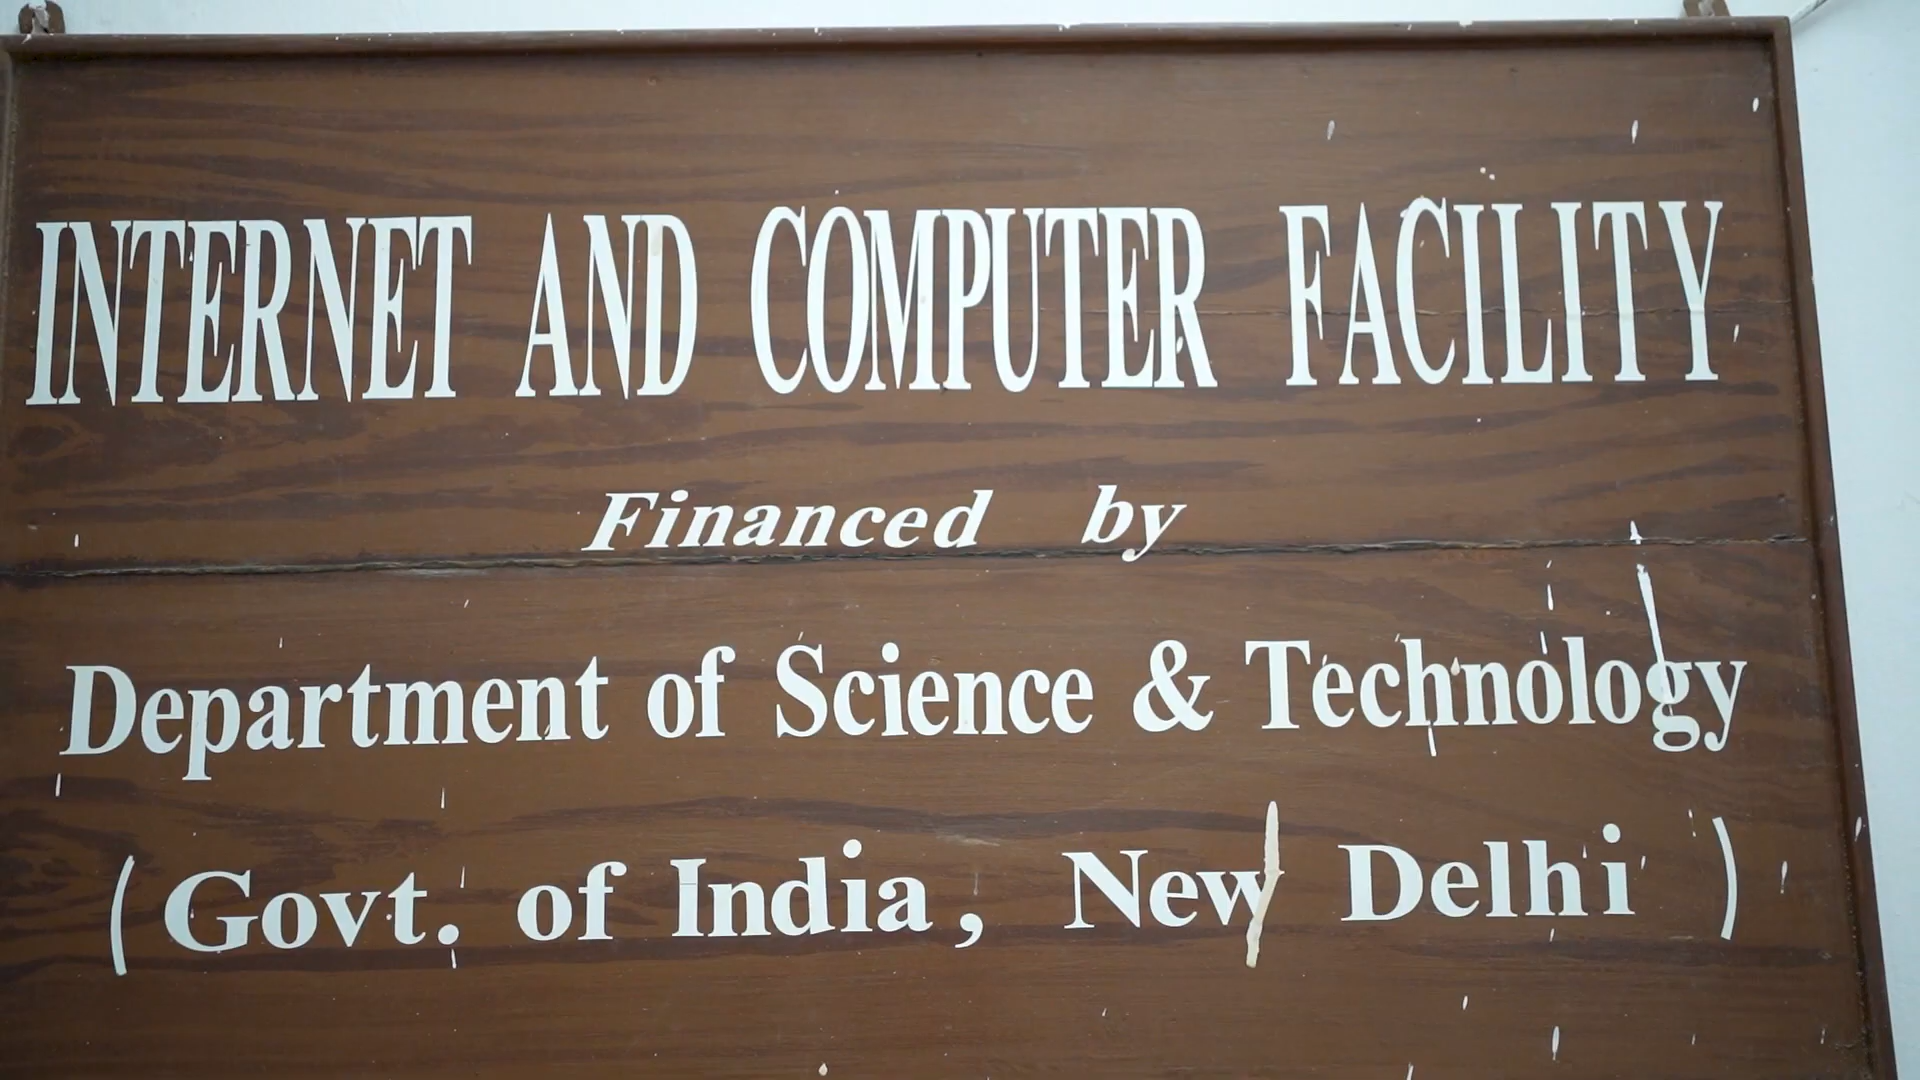 INTERNET AND COMPUTER FACILITY
Financed by
Department of Science & Technology
(Govt. of India, New Delhi)